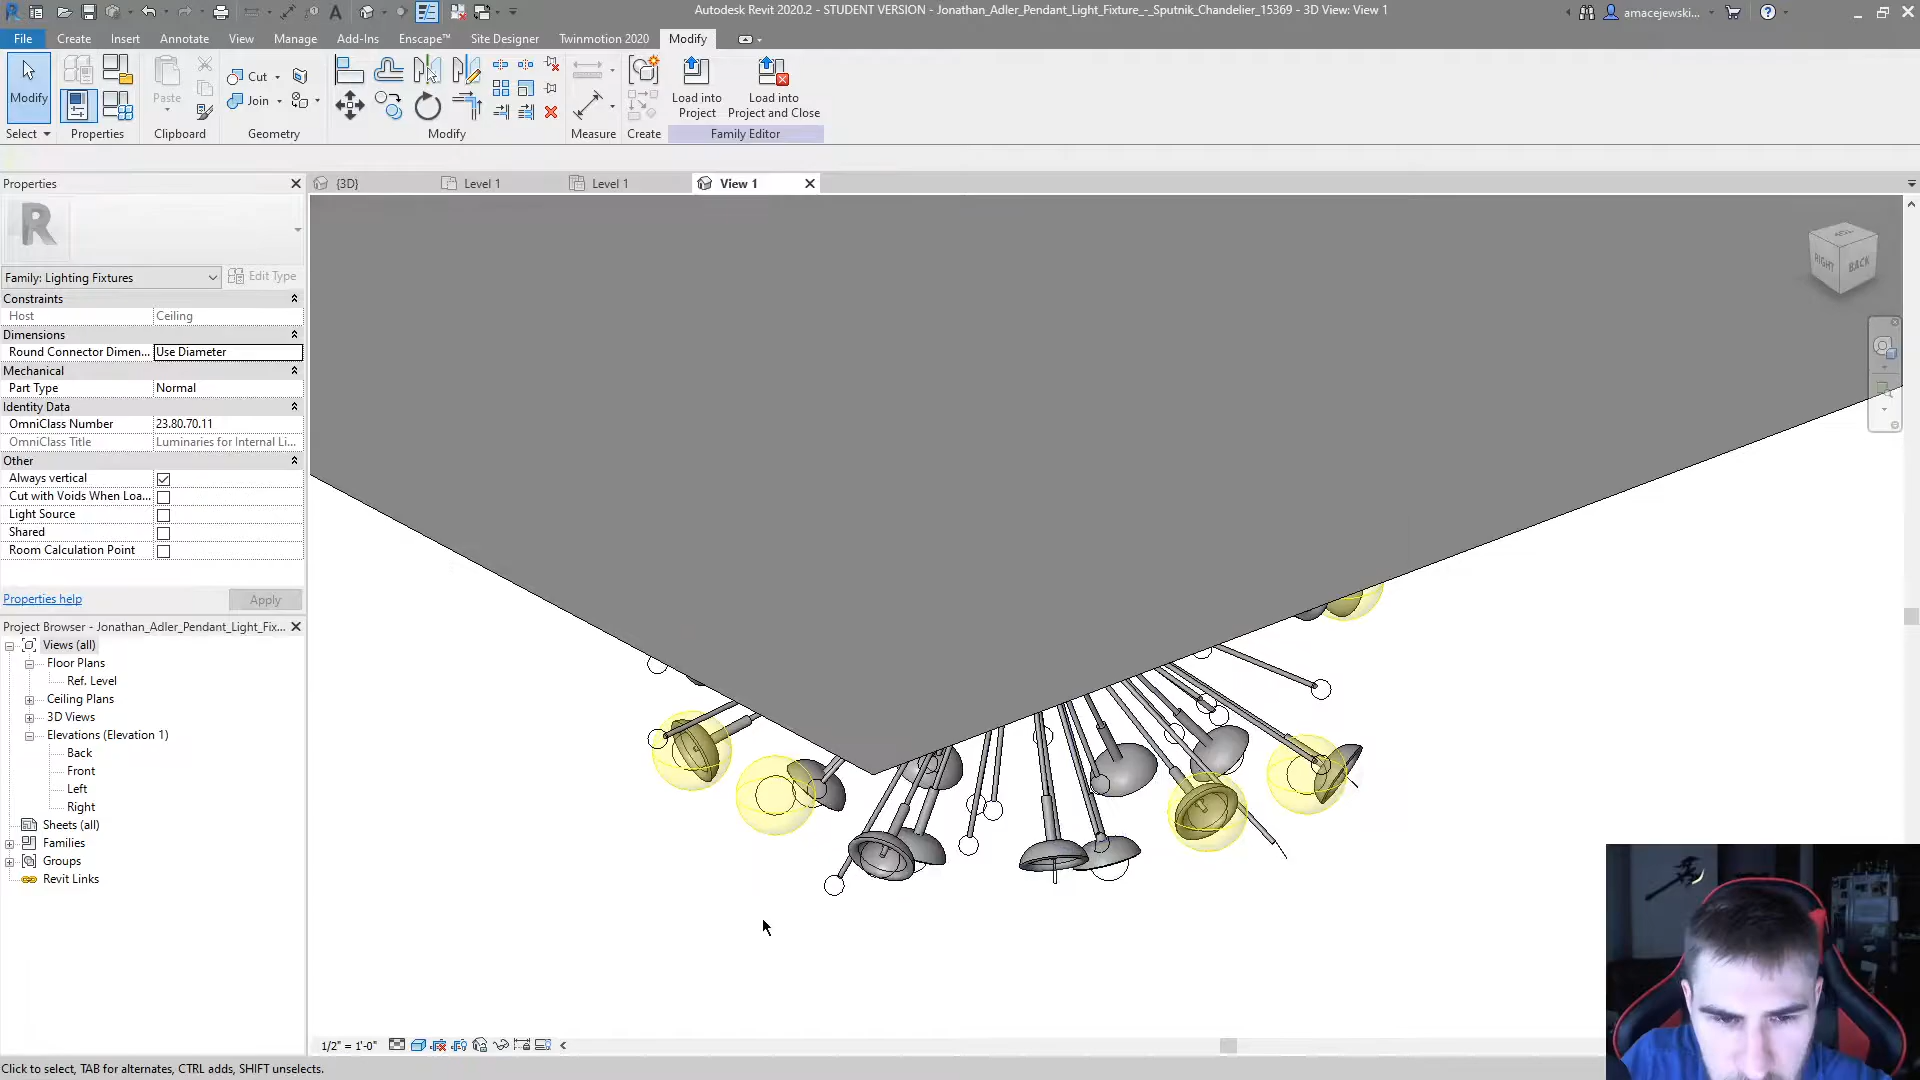 Autodesk Revit 2020.2 - STUDENT VERSION - Jonathan_Adler_Pendant_Light_Fixture_-_Sputnik_Chandelier_15369 - 3D View: View 1
amacejewski...
File Create Insert Annotate View Manage Add-Ins Enscape™ Site Designer Twinmotion 2020 Modify
Modify
Paste
Cut
Join
Load into
Project
Load into
Project and Close
Select Properties Clipboard Geometry Modify Measure Create Family Editor
Properties
{3D} Level 1 Level 1 View 1
Family: Lighting Fixtures Edit Type
Constraints
Host Ceiling
Dimensions
Round Connector Dimen... Use Diameter
Mechanical
Part Type Normal
Identity Data
OmniClass Number 23.80.70.11
OmniClass Title Luminaries for Internal Li...
Other
Always vertical
Cut with Voids When Loa...
Light Source
Shared
Room Calculation Point
Properties help Apply
Project Browser - Jonathan_Adler_Pendant_Light_Fix...
Views (all)
Floor Plans
Ref. Level
Ceiling Plans
3D Views
Elevations (Elevation 1)
Back
Front
Left
Right
Sheets (all)
Families
Groups
Revit Links
RIGHT BACK
1/2" = 1'-0"
Click to select, TAB for alternates, CTRL adds, SHIFT unselects.